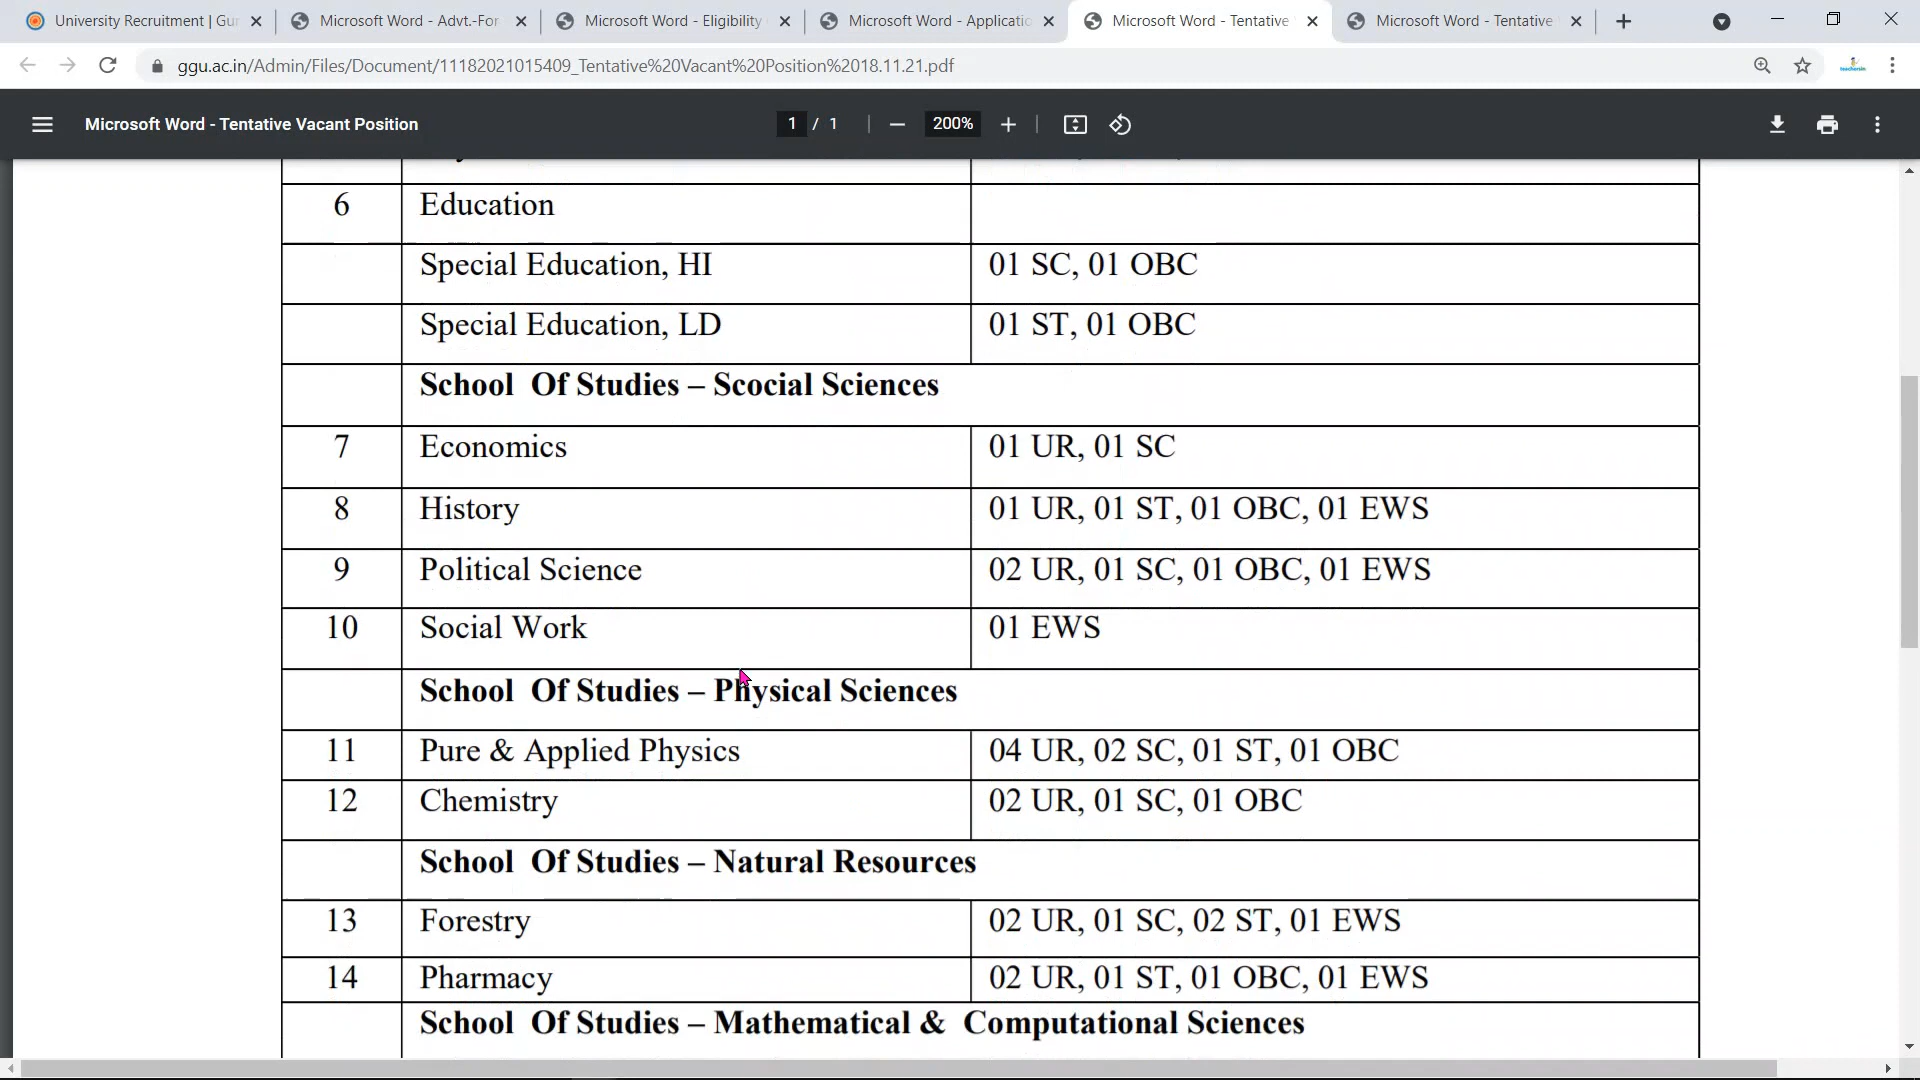 University Recruitment | Gu
Microsoft Word - Advt.-For
Microsoft Word - Eligibility
Microsoft Word - Applicatio
Microsoft Word - Tentative
Microsoft Word - Tentative
ggu.ac.in/Admin/Files/Document/11182021015409_Tentative%20Vacant%20Position%2018.11.21.pdf
Microsoft Word - Tentative Vacant Position
1 / 1
200%
6 Education
Special Education, HI 01 SC, 01 OBC
Special Education, LD 01 ST, 01 OBC
School Of Studies – Scocial Sciences
7 Economics 01 UR, 01 SC
8 History 01 UR, 01 ST, 01 OBC, 01 EWS
9 Political Science 02 UR, 01 SC, 01 OBC, 01 EWS
10 Social Work 01 EWS
School Of Studies – Physical Sciences
11 Pure & Applied Physics 04 UR, 02 SC, 01 ST, 01 OBC
12 Chemistry 02 UR, 01 SC, 01 OBC
School Of Studies – Natural Resources
13 Forestry 02 UR, 01 SC, 02 ST, 01 EWS
14 Pharmacy 02 UR, 01 ST, 01 OBC, 01 EWS
School Of Studies – Mathematical & Computational Sciences